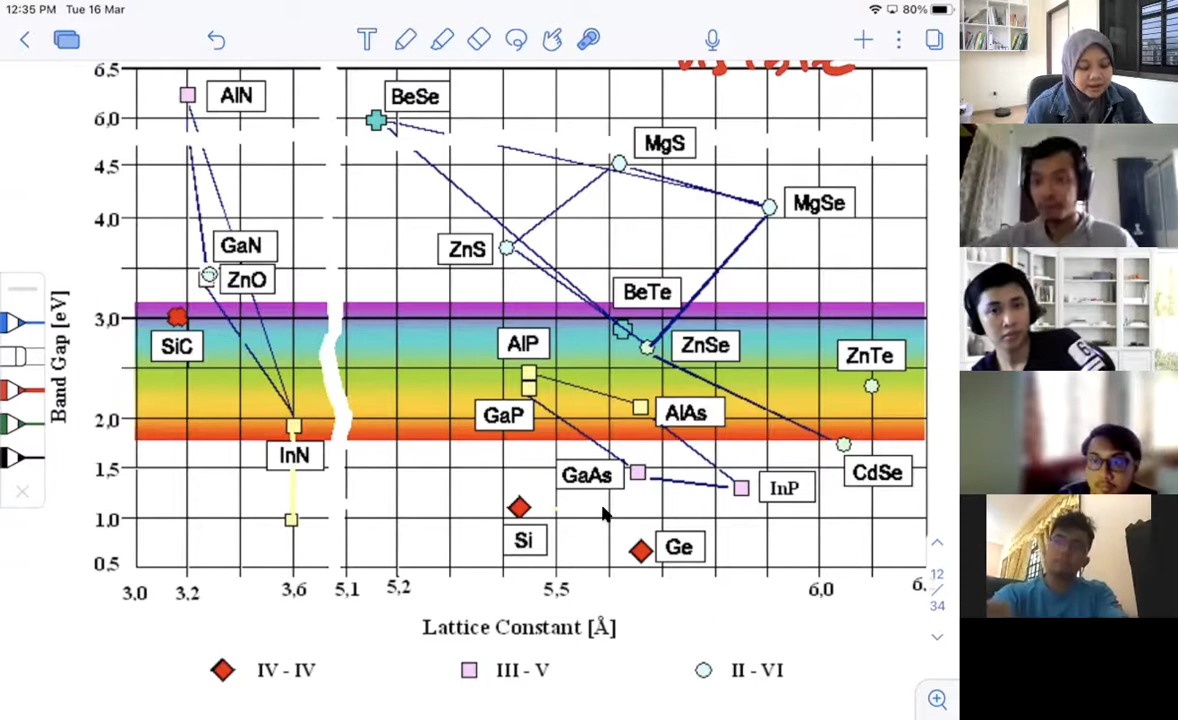 12:35 PM Tue 16 Mar
80%
6,5
AlN
BeSe
6,0
MgS
4,5
MgSe
4,0
GaN
ZnS
ZnO
BeTe
3,0
SiC
AlP
ZnSe
ZnTe
2,0
GaP
AlAs
InN
1,5
GaAs
InP
CdSe
1,0
Si
Ge
0,5
Band Gap [eV]
3,0 3,2 3,6 5,1 5,2 5,5 6,0 6,
Lattice Constant [Å]
IV - IV III - V II - VI
12
/
34